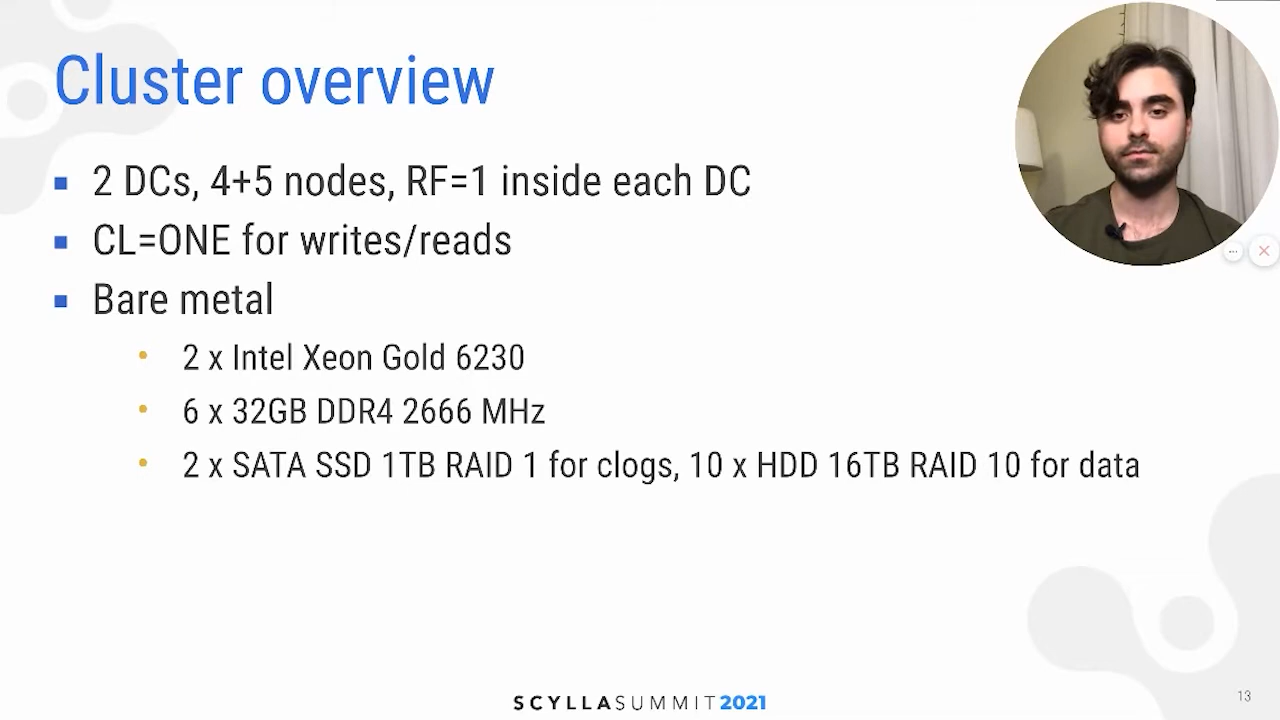 Cluster overview
2 DCs, 4+5 nodes, RF=1 inside each DC
CL=ONE for writes/reads
Bare metal
2 x Intel Xeon Gold 6230
6 x 32GB DDR4 2666 MHz
2 x SATA SSD 1TB RAID 1 for clogs, 10 x HDD 16TB RAID 10 for data
SCYLLASUMMIT2021
13